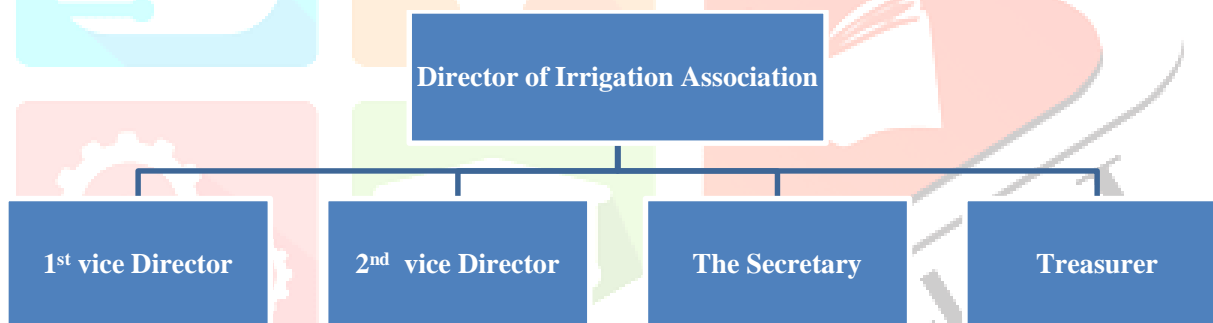 Director of Irrigation Association
1st vice Director
2nd vice Director
The Secretary
Treasurer